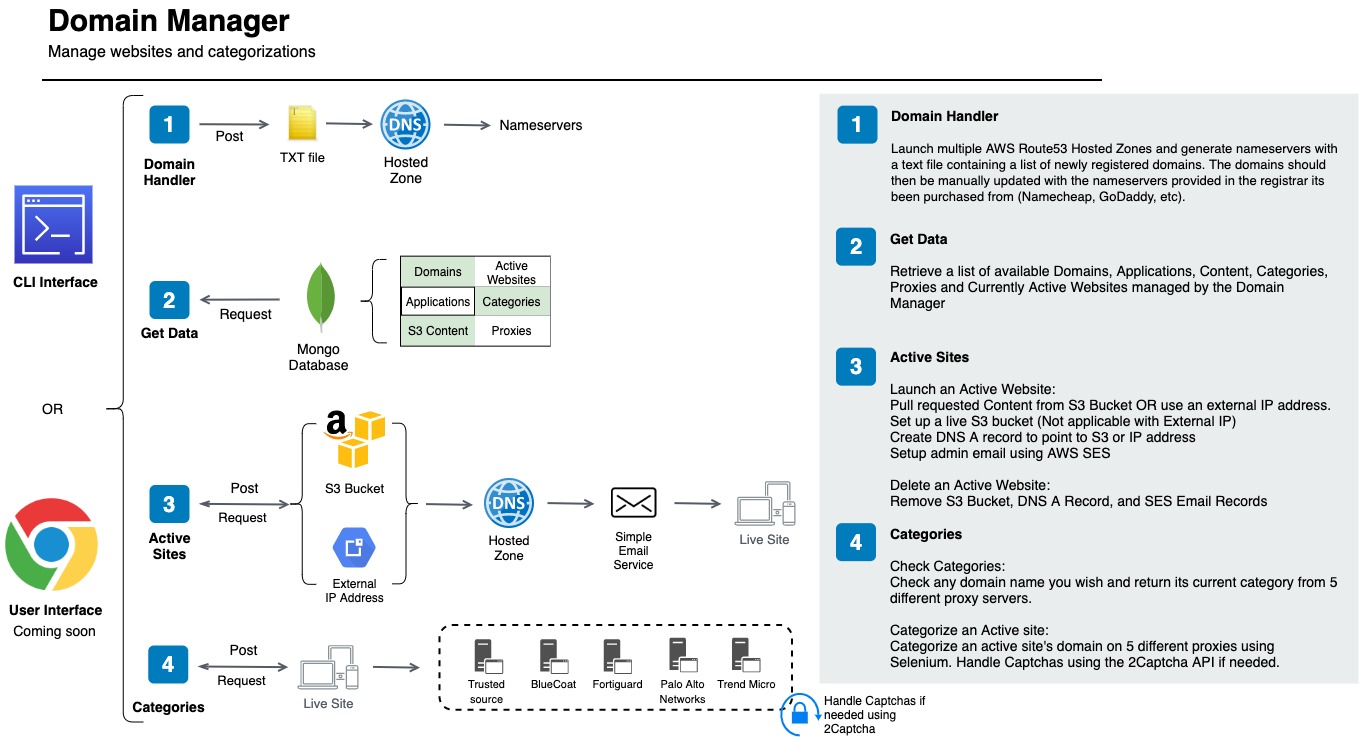 Domain Manager
Manage websites and categorizations
CLI Interface
OR
User Interface
Coming soon
1
Domain
Handler
Post
TXT file
DNS
Hosted
Zone
Nameservers
2
Get Data
Request
Mongo
Database
Domains
Active
Websites
Applications
Categories
S3 Content
Proxies
3
Active
Sites
Post
Request
a
S3 Bucket
External
IP Address
DNS
Hosted
Zone
Simple
Email
Service
Live Site
4
Categories
Post
Request
Live Site
Trusted
source
BlueCoat
Fortiguard
Palo Alto
Networks
Trend Micro
Handle Captchas if
needed using
2Captcha
1
Domain Handler
Launch multiple AWS Route53 Hosted Zones and generate nameservers with
a text file containing a list of newly registered domains. The domains should
then be manually updated with the nameservers provided in the registrar its
been purchased from (Namecheap, GoDaddy, etc).
2
Get Data
Retrieve a list of available Domains, Applications, Content, Categories,
Proxies and Currently Active Websites managed by the Domain
Manager
3
Active Sites
Launch an Active Website:
Pull requested Content from S3 Bucket OR use an external IP address.
Set up a live S3 bucket (Not applicable with External IP)
Create DNS A record to point to S3 or IP address
Setup admin email using AWS SES
Delete an Active Website:
Remove S3 Bucket, DNS A Record, and SES Email Records
4
Categories
Check Categories:
Check any domain name you wish and return its current category from 5
different proxy servers.
Categorize an Active site:
Categorize an active site's domain on 5 different proxies using
Selenium. Handle Captchas using the 2Captcha API if needed.